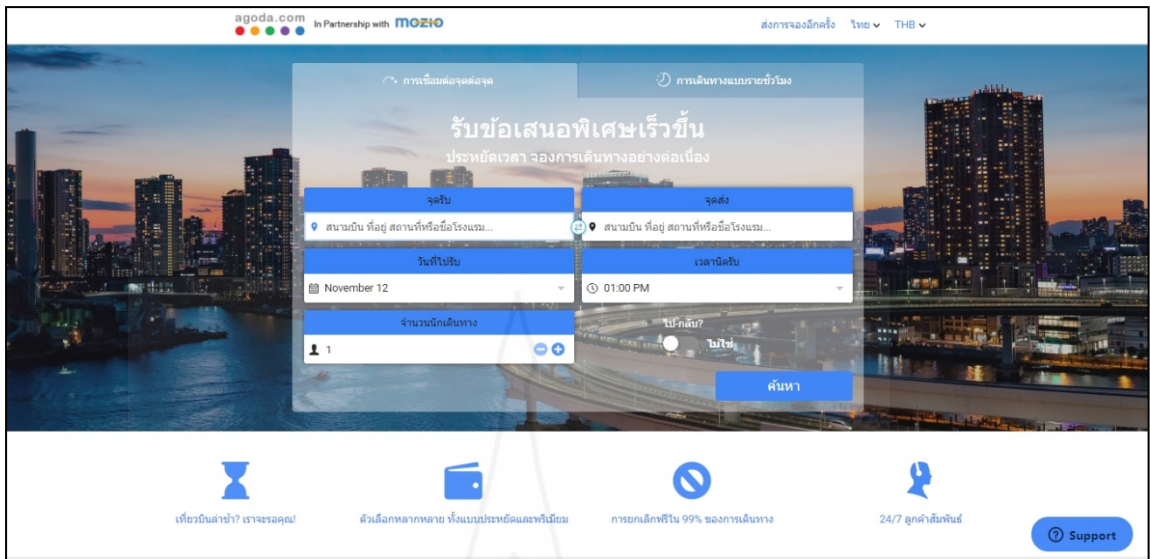 agoda.com In Partnership with mozio
ส่งการจองอีกครั้ง ไทย THB
การเชื่อมต่อจุดต่อจุด
การเดินทางแบบรายชั่วโมง
รับข้อเสนอพิเศษเร็วขึ้น
ประหยัดเวลา จองการเดินทางอย่างต่อเนื่อง
จุดรับ
จุดส่ง
สนามบิน ที่อยู่ สถานที่หรือชื่อโรงแรม...
สนามบิน ที่อยู่ สถานที่หรือชื่อโรงแรม...
วันที่ไปรับ
เวลานัดรับ
November 12
01:00 PM
จำนวนนักเดินทาง
ไป-กลับ?
1
ไม่ใช่
ค้นหา
เที่ยวบินล่าช้า? เราจะรอคุณ!
ตัวเลือกหลากหลาย ทั้งแบบประหยัดและพรีเมียม
การยกเลิกฟรีใน 99% ของการเดินทาง
24/7 ลูกค้าสัมพันธ์
Support